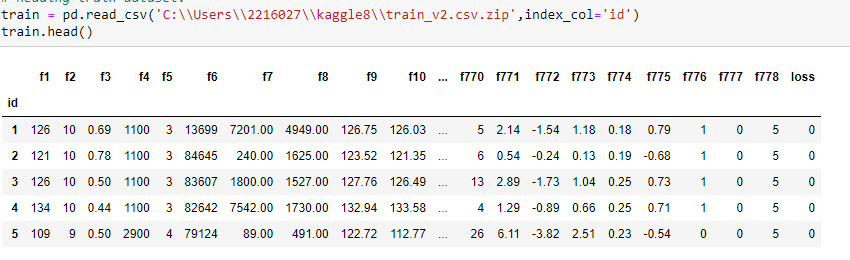 train = pd.read_csv('C:\\Users\\2216027\\kaggle8\\train_v2.csv.zip',index_col='id')
train.head()
f1 f2 f3 f4 f5 f6 f7 f8 f9 f10 ... f770 f771 f772 f773 f774 f775 f776 f777 f778 loss
id
1 126 10 0.69 1100 3 13699 7201.00 4949.00 126.75 126.03 ... 5 2.14 -1.54 1.18 0.18 0.79 1 0 5 0
2 121 10 0.78 1100 3 84645 240.00 1625.00 123.52 121.35 ... 6 0.54 -0.24 0.13 0.19 -0.68 1 0 5 0
3 126 10 0.50 1100 3 83607 1800.00 1527.00 127.76 126.49 ... 13 2.89 -1.73 1.04 0.25 0.73 1 0 5 0
4 134 10 0.44 1100 3 82642 7542.00 1730.00 132.94 133.58 ... 4 1.29 -0.89 0.66 0.25 0.71 1 0 5 0
5 109 9 0.50 2900 4 79124 89.00 491.00 122.72 112.77 ... 26 6.11 -3.82 2.51 0.23 -0.54 0 0 5 0